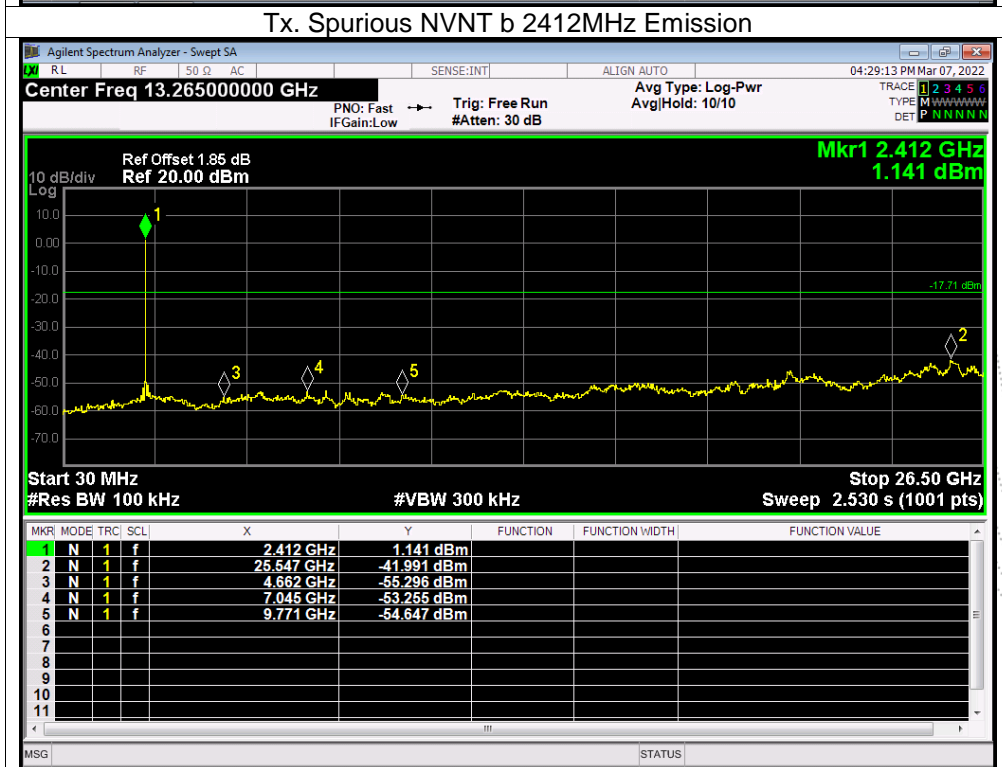 Tx. Spurious NVNT b 2412MHz Emission
Agilent Spectrum Analyzer - Swept SA
LXI RL RF 50 Ω AC SENSE:INT ALIGN AUTO 04:29:13 PM Mar 07, 2022
Center Freq 13.265000000 GHz
PNO: Fast
IFGain:Low
Trig: Free Run
#Atten: 30 dB
Avg Type: Log-Pwr
Avg|Hold: 10/10
TRACE 1 2 3 4 5 6
TYPE M WWWWW
DET P N N N N N
Ref Offset 1.85 dB
Ref 20.00 dBm
10 dB/div
Log
Mkr1 2.412 GHz
1.141 dBm
10.0
0.00
-10.0
-20.0
-30.0
-40.0
-50.0
-60.0
-70.0
1
-17.71 dBm
2
3
4
5
Start 30 MHz
Stop 26.50 GHz
#Res BW 100 kHz
#VBW 300 kHz
Sweep 2.530 s (1001 pts)
MKR MODE TRC SCL X Y FUNCTION FUNCTION WIDTH FUNCTION VALUE
1 N 1 f 2.412 GHz 1.141 dBm
2 N 1 f 25.547 GHz -41.991 dBm
3 N 1 f 4.662 GHz -55.296 dBm
4 N 1 f 7.045 GHz -53.255 dBm
5 N 1 f 9.771 GHz -54.647 dBm
6
7
8
9
10
11
MSG STATUS